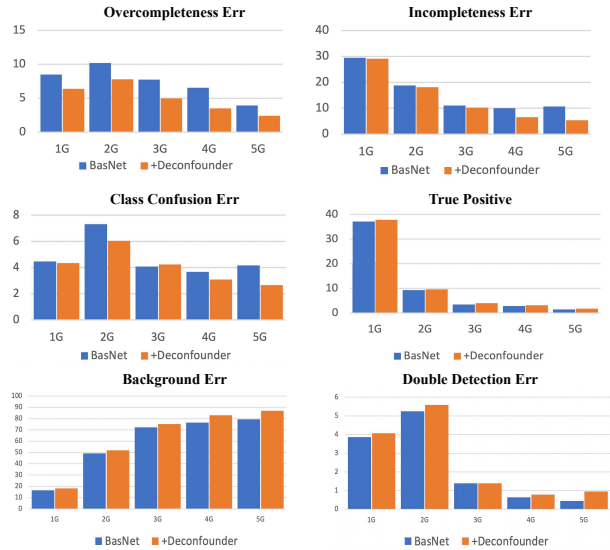 Overcompleteness Err
15
10
5
0
1G 2G 3G 4G 5G
BasNet +Deconfounder
Incompleteness Err
40
30
20
10
0
1G 2G 3G 4G 5G
BasNet +Deconfounder
Class Confusion Err
8
6
4
2
0
1G 2G 3G 4G 5G
BasNet +Deconfounder
True Positive
40
30
20
10
0
1G 2G 3G 4G 5G
BasNet +Deconfounder
Background Err
100
90
80
70
60
50
40
30
20
10
0
1G 2G 3G 4G 5G
BasNet +Deconfounder
Double Detection Err
6
5
4
3
2
1
0
1G 2G 3G 4G 5G
BasNet +Deconfounder